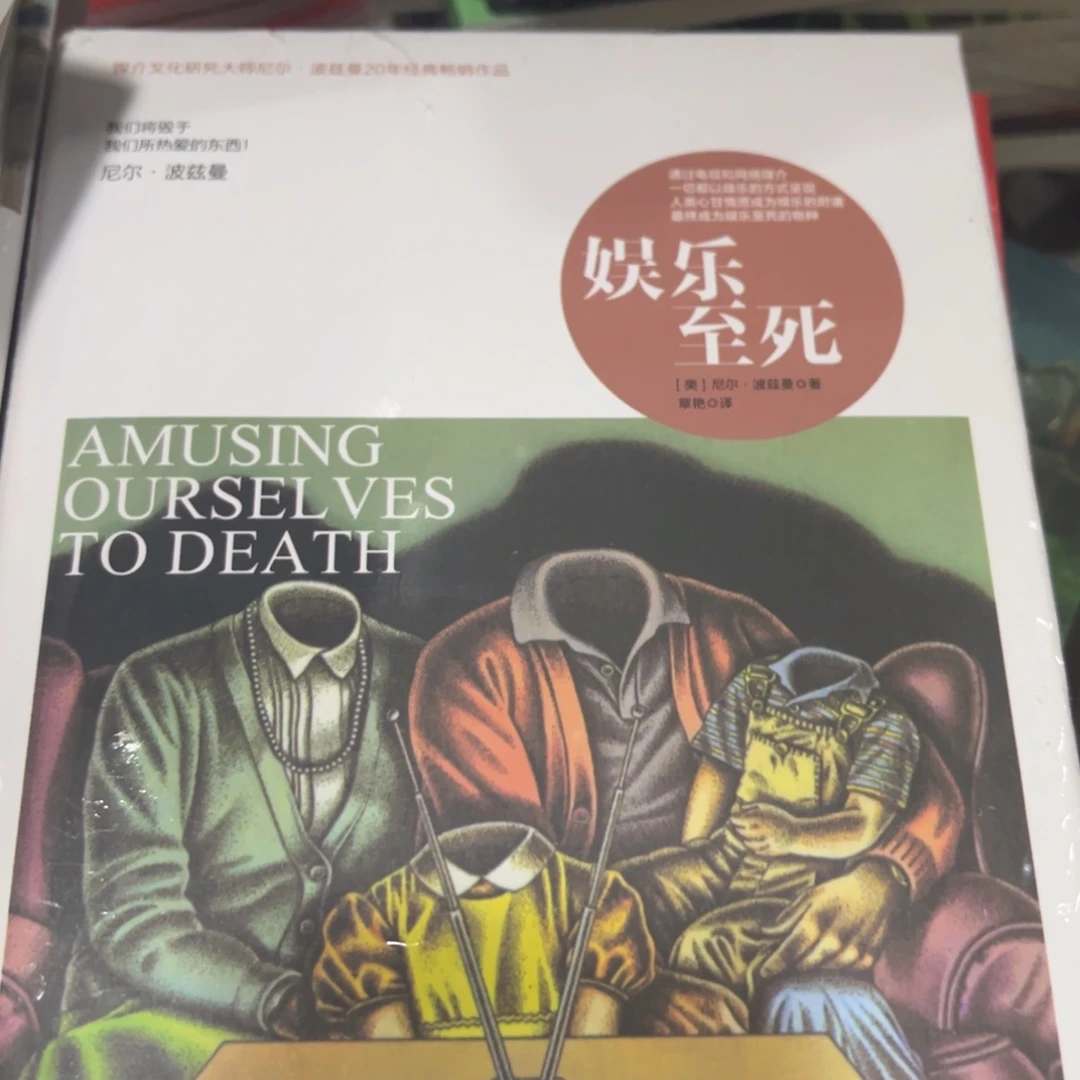 媒介文化研究大师尼尔·波兹曼20年经典畅销作品
我们将毁于
我们所热爱的东西!
尼尔·波兹曼
通过电视和网络媒介
一切都以娱乐的方式呈现
人类心甘情愿成为娱乐的附庸
最终成为娱乐至死的物种
娱乐
至死
[美]尼尔·波兹曼◎著
章艳◎译
AMUSING
OURSELVES
TO DEATH